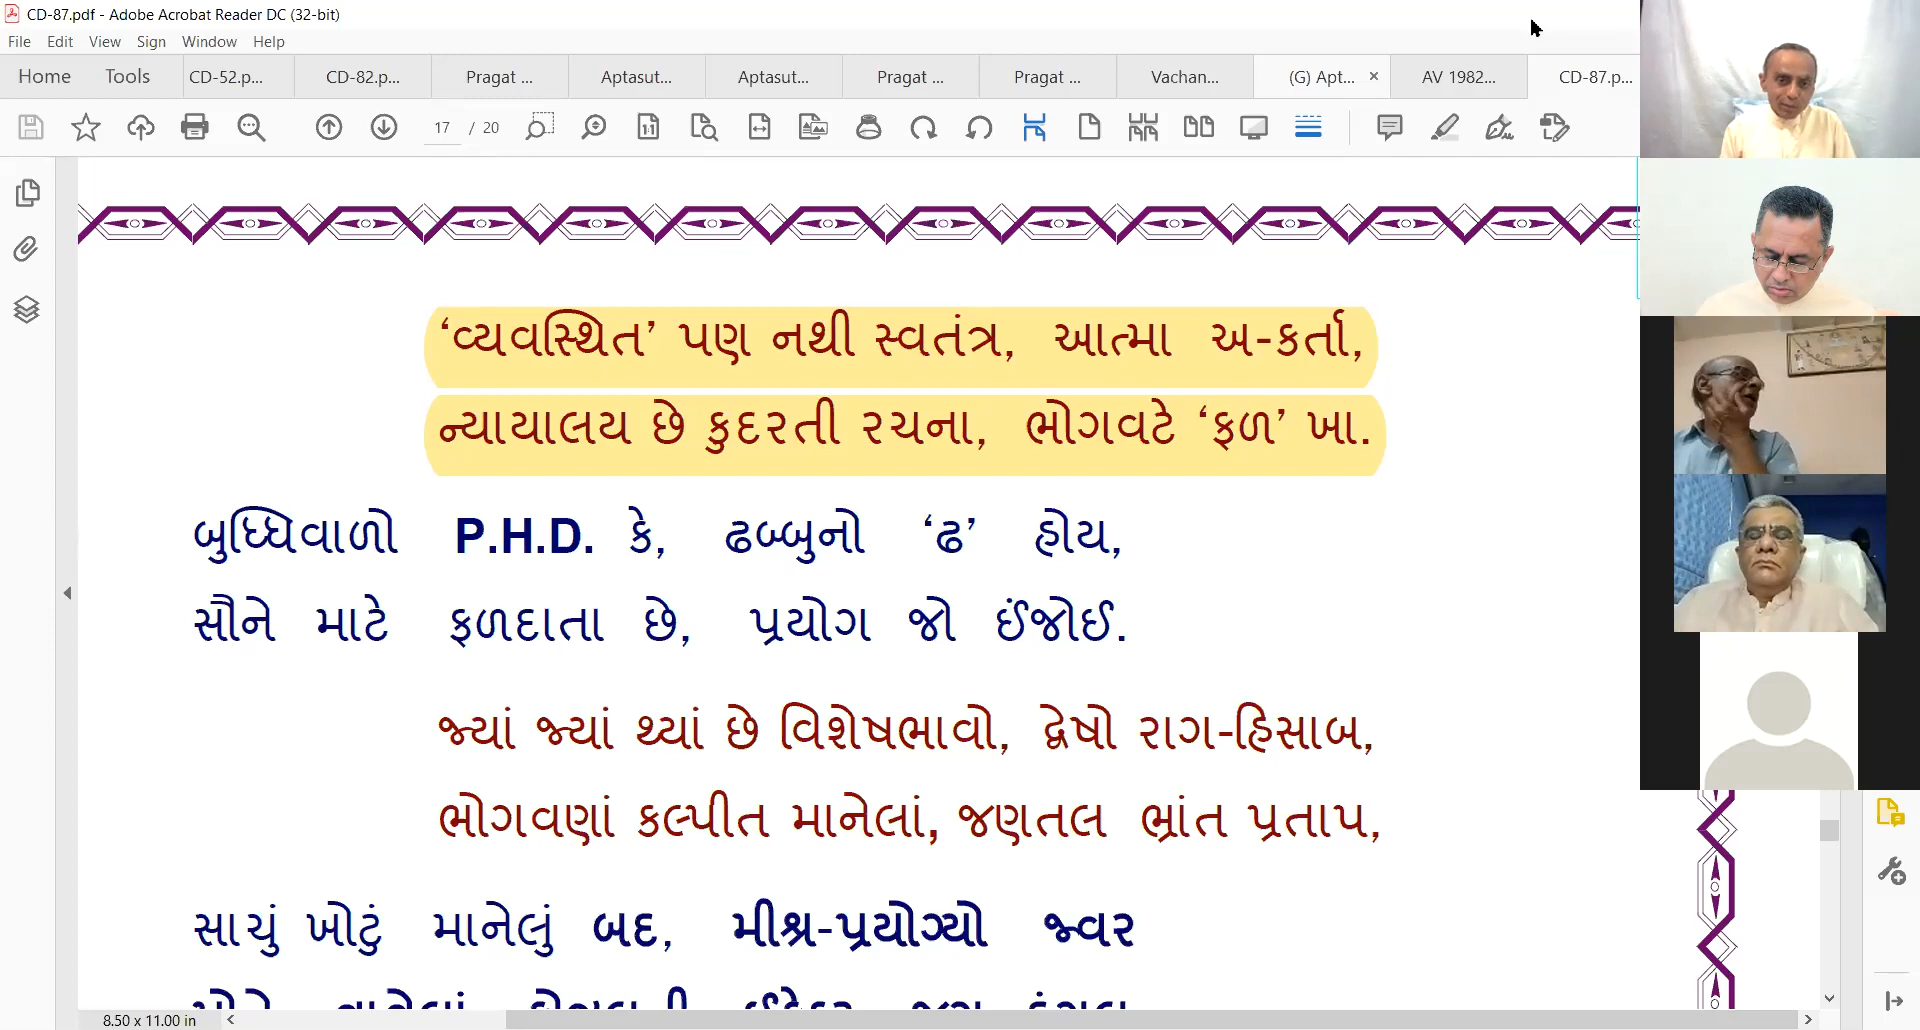 CD-87.pdf - Adobe Acrobat Reader DC (32-bit)
File Edit View Sign Window Help
Home Tools CD-52.p... CD-82.p... Pragat ... Aptasut... Aptasut... Pragat ... Pragat ... Vachan... (G) Apt... × AV 1982... CD-87.p...
17 / 20
‘વ્યવસ્થિત’ પણ નથી સ્વતંત્ર, આત્મા અ-કર્તા,
ન્યાયાલય છે કુદરતી રચના, ભોગવટે ‘ફળ’ ખા.
બુધ્ધિવાળો P.H.D. કે, ઢબ્બુનો ‘ઢ’ હોય,
સૌને માટે ફળદાતા છે, પ્રયોગ જો ઈંજોઈ.
જ્યાં જ્યાં થ્યાં છે વિશેષભાવો, દ્વેષો રાગ-હિસાબ,
ભોગવણાં કલ્પીત માનેલાં, જણતલ ભ્રાંત પ્રતાપ,
સાચું ખોટું માનેલું બદ, મીશ્ર-પ્રયોગ્યો જ્વર
8.50 x 11.00 in